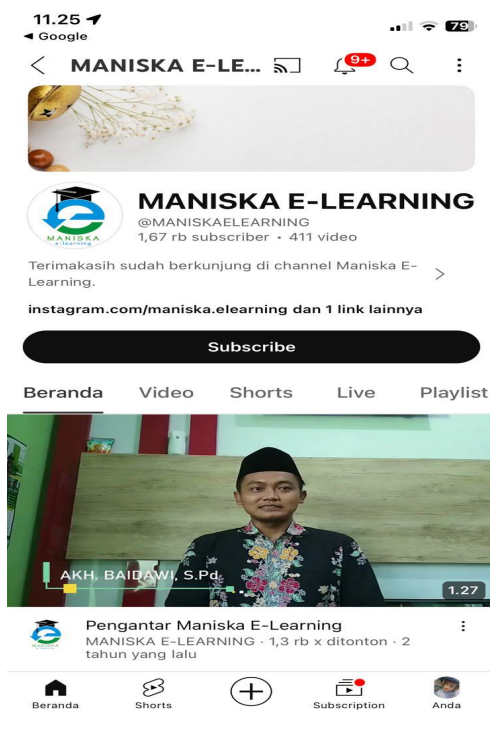 11.25
79
◄ Google
MANISKA E-LE...
9+
MANISKA
e-learning
MANISKA E-LEARNING
@MANISKAELEARNING
1,67 rb subscriber • 411 video
Terimakasih sudah berkunjung di channel Maniska E-
Learning.
instagram.com/maniska.elearning dan 1 link lainnya
Subscribe
Beranda Video Shorts Live Playlist
AKH. BAIDAWI, S.Pd.
1.27
Pengantar Maniska E-Learning
MANISKA E-LEARNING · 1,3 rb x ditonton · 2
tahun yang lalu
MANISKA
Beranda Shorts Subscription Anda